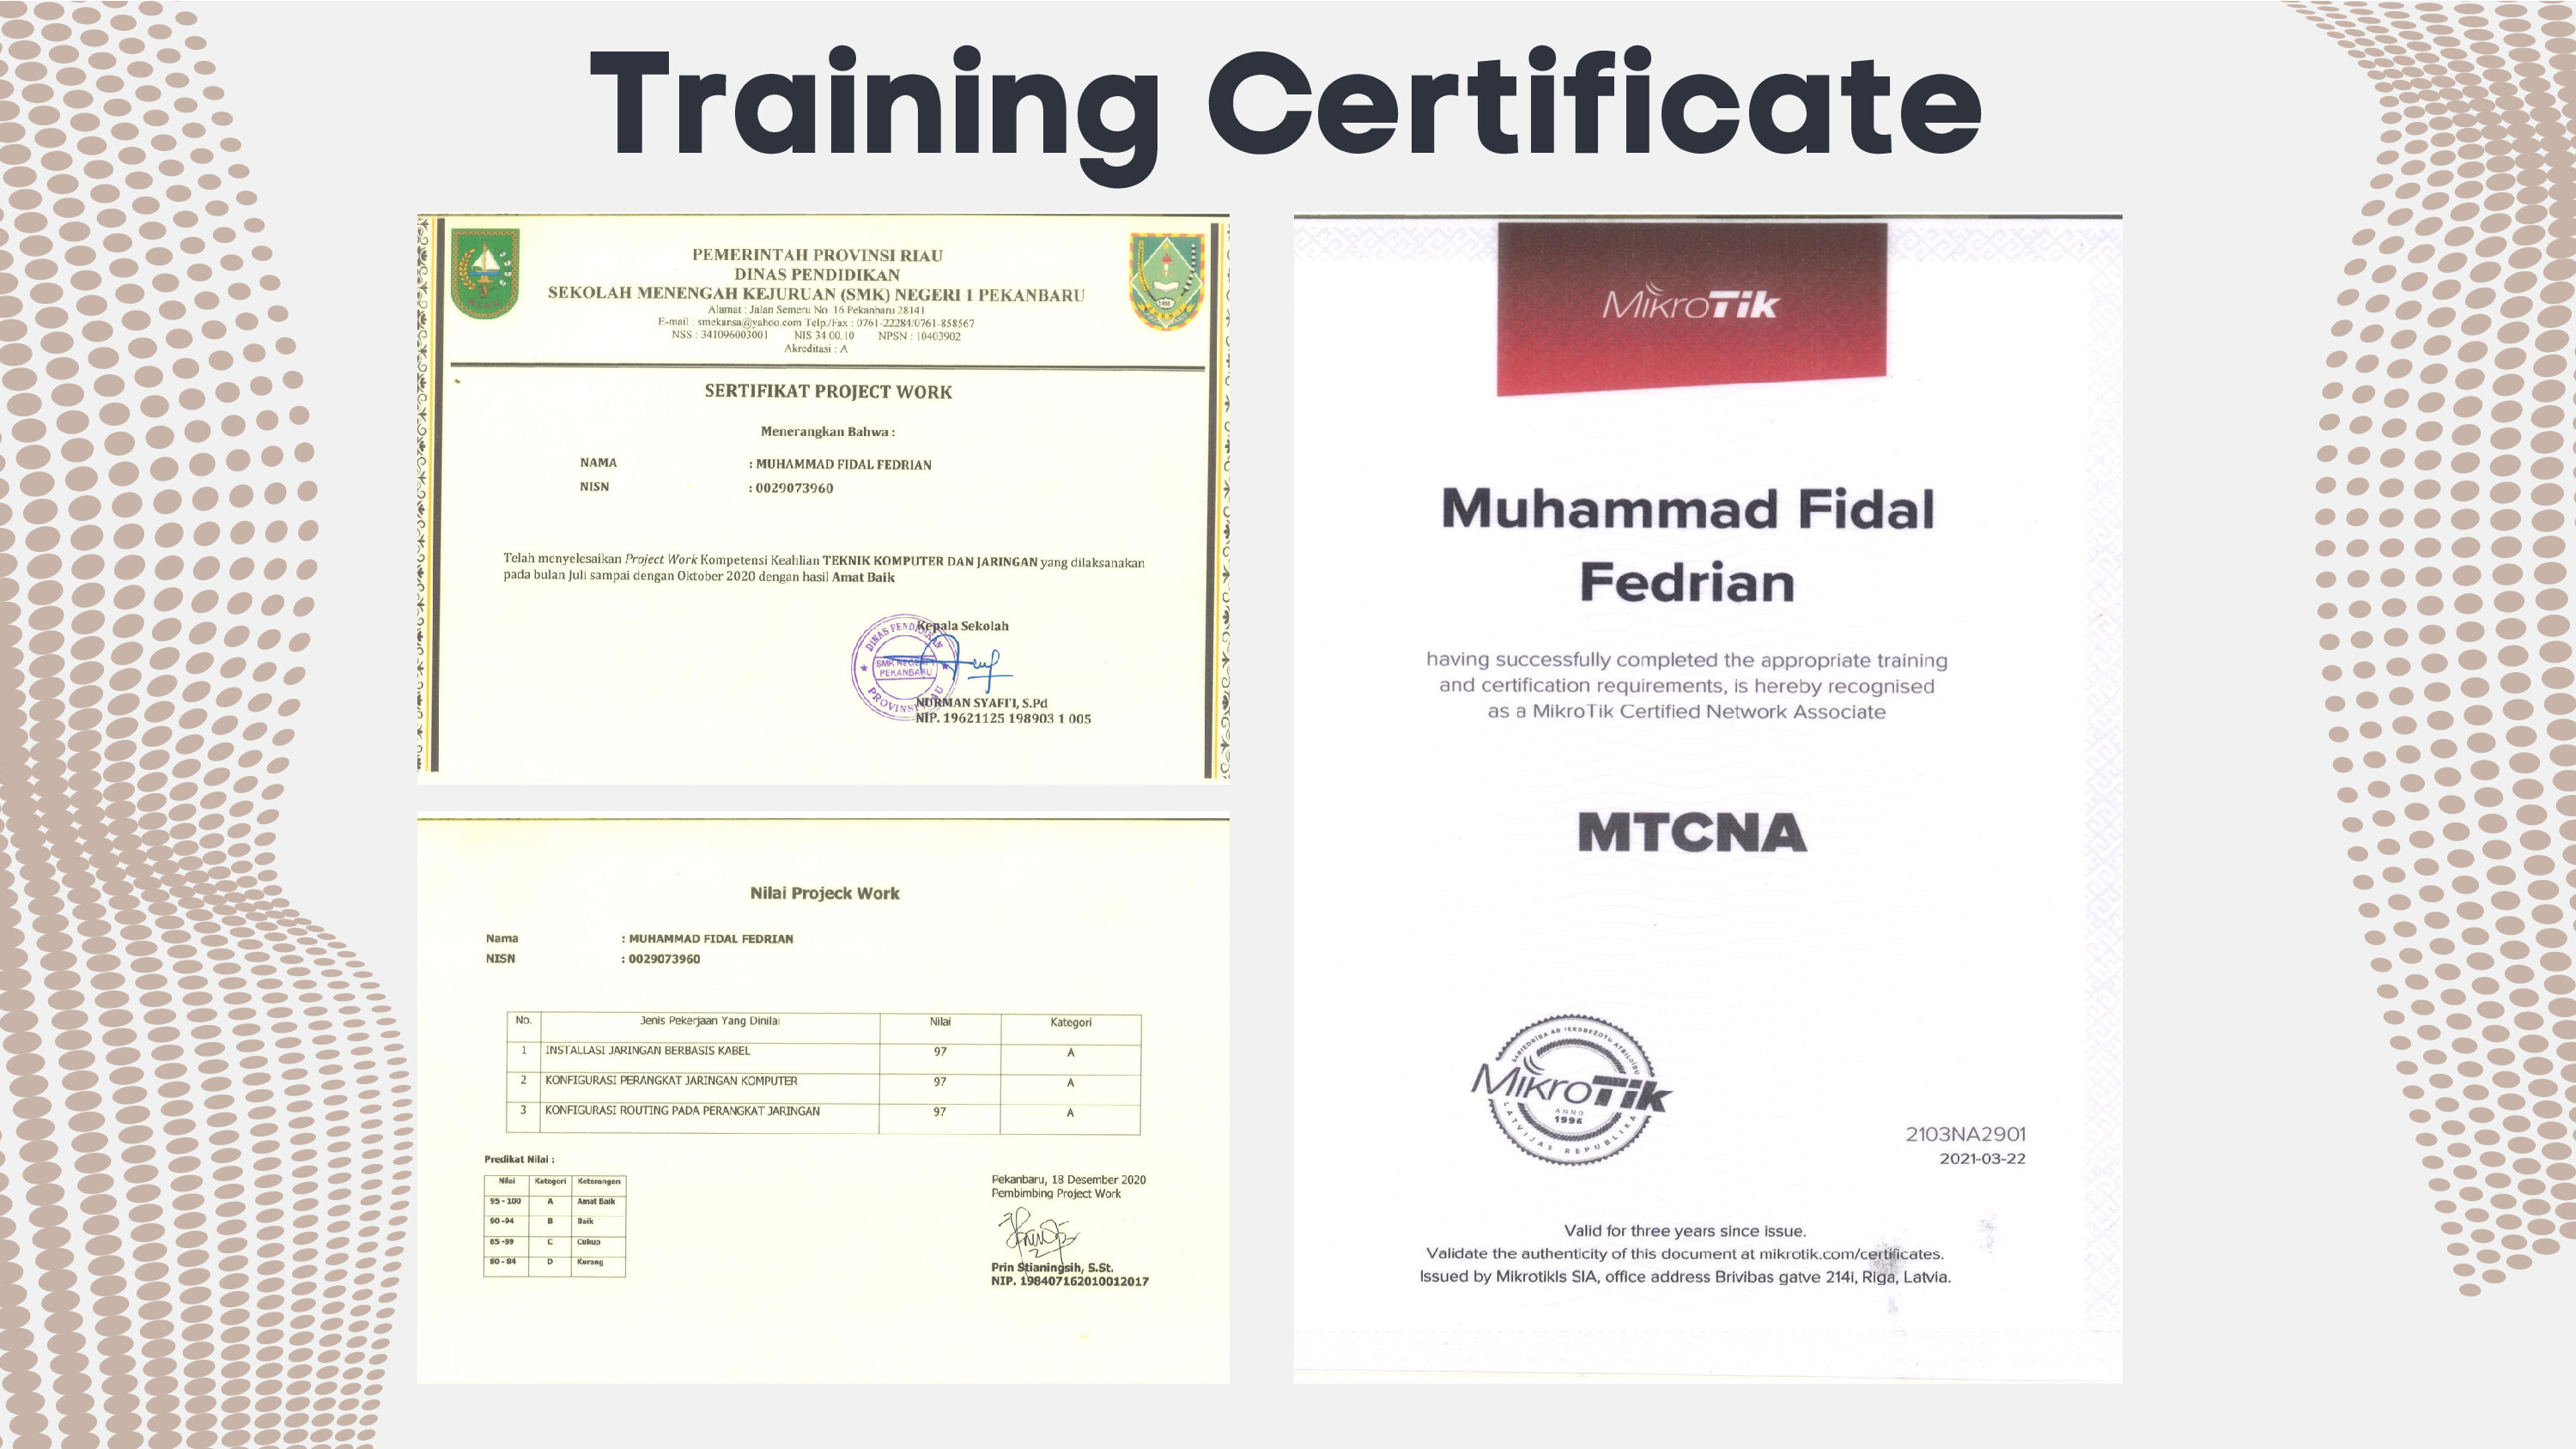 Training Certificate
PEMERINTAH PROVINSI RIAU
DINAS PENDIDIKAN
SEKOLAH MENENGAH KEJURUAN (SMK) NEGERI 1 PEKANBARU
Alamat : Jalan Semeru No. 16 Pekanbaru 28141
E-mail : smekansa@yahoo.com Telp./Fax : 0761-22284/0761-858567
NSS : 341096003001 NIS 34.00.10 NPSN : 10403902
Akreditasi : A
SERTIFIKAT PROJECT WORK
Menerangkan Bahwa :
NAMA : MUHAMMAD FIDAL FEDRIAN
NISN : 0029073960
Telah menyelesaikan Project Work Kompetensi Keahlian TEKNIK KOMPUTER DAN JARINGAN yang dilaksanakan
pada bulan Juli sampai dengan Oktober 2020 dengan hasil Amat Baik
Kepala Sekolah
DINAS PENDIDIKAN
SMK NEGERI 1
PEKANBARU
PROVINSI RIAU
NURMAN SYAFI'I, S.Pd
NIP. 19621125 198903 1 005
Nilai Projeck Work
Nama : MUHAMMAD FIDAL FEDRIAN
NISN : 0029073960
No. Jenis Pekerjaan Yang Dinilai Nilai Kategori
1 INSTALLASI JARINGAN BERBASIS KABEL 97 A
2 KONFIGURASI PERANGKAT JARINGAN KOMPUTER 97 A
3 KONFIGURASI ROUTING PADA PERANGKAT JARINGAN 97 A
Predikat Nilai :
Nilai Kategori Keterangan
95 - 100 A Amat Baik
90 -94 B Baik
85 -89 C Cukup
80 - 84 D Kurang
Pekanbaru, 18 Desember 2020
Pembimbing Project Work
Prin Stianingsih, S.St.
NIP. 198407162010012017
MikroTik
Muhammad Fidal
Fedrian
having successfully completed the appropriate training
and certification requirements, is hereby recognised
as a MikroTik Certified Network Associate
MTCNA
SABIEDRĪBA AR IEROBEŽOTU ATBILDĪBU
MikroTik
ANNO
1996
LATVIJAS REPUBLIKA
2103NA2901
2021-03-22
Valid for three years since issue.
Validate the authenticity of this document at mikrotik.com/certificates.
Issued by Mikrotikls SIA, office address Brivibas gatve 214i, Riga, Latvia.